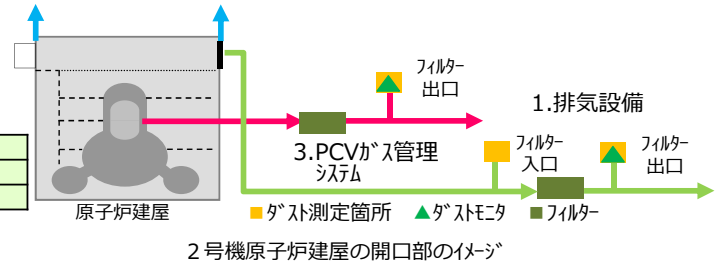 フィルター
出口
1.排気設備
3.PCVガス管理
システム
フィルター
入口
フィルター
出口
原子炉建屋
■ダスト測定箇所 ▲ダストモニタ ■フィルター
2号機原子炉建屋の開口部のイメージ